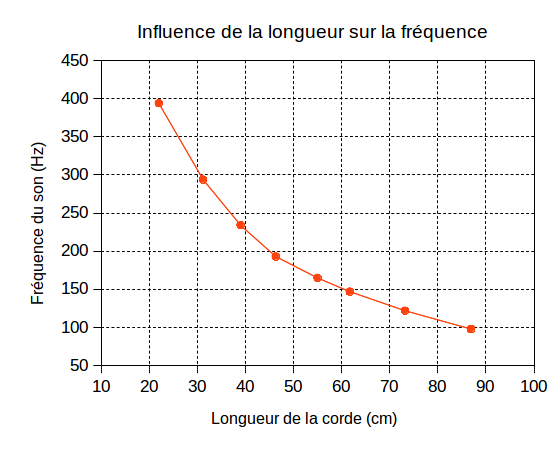 Influence de la longueur sur la fréquence
450
400
350
300
250
200
150
100
50
Fréquence du son (Hz)
10 20 30 40 50 60 70 80 90 100
Longueur de la corde (cm)